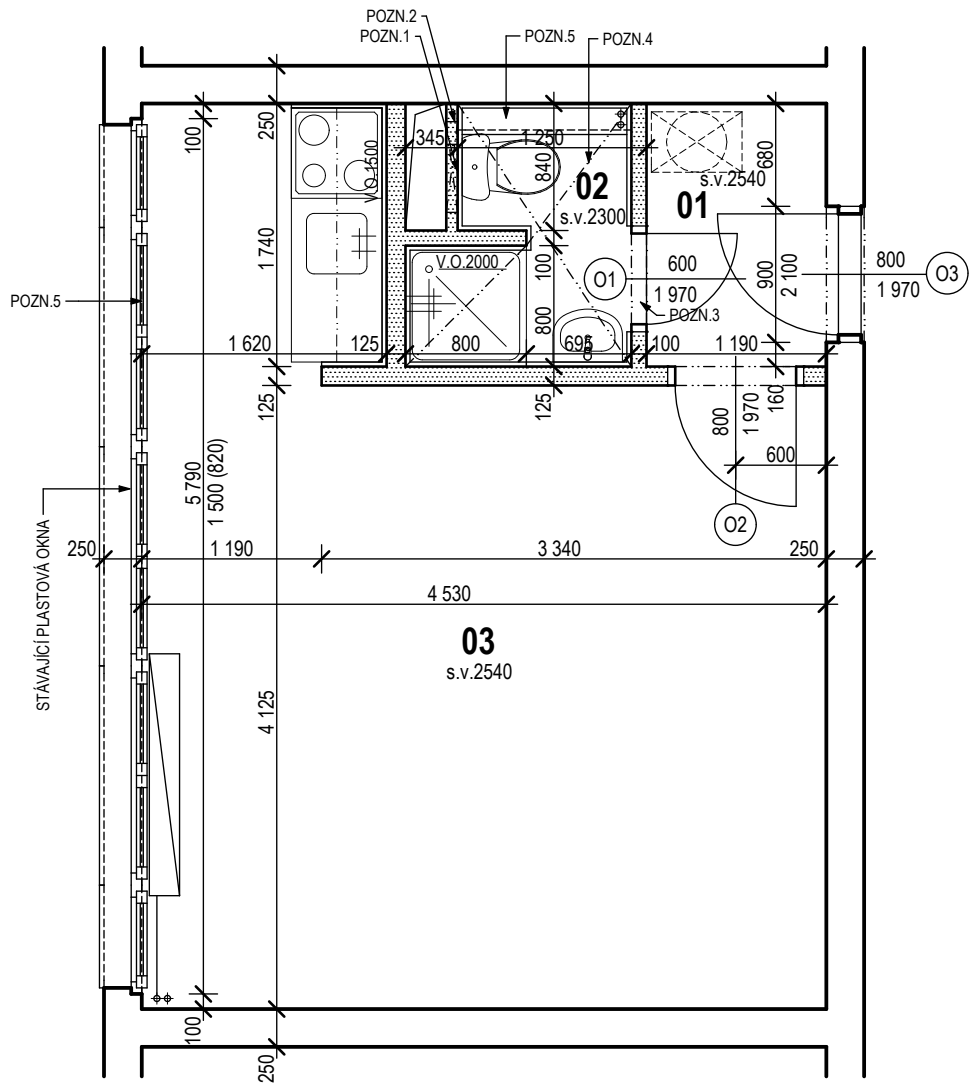 POZN.2
POZN.1
POZN.5
POZN.4
100
250
345
1 250
840
680
V.O.1500
02
s.v.2300
s.v.2540
01
1 740
V.O.2000
100
O1
600
1 970
900
2 100
800
1 970
O3
POZN.5
POZN.3
800
1 620
125
800
695
100
1 190
125
125
800
1 970
160
600
5 790
1 500 (820)
O2
STÁVAJÍCÍ PLASTOVÁ OKNA
250
1 190
3 340
250
4 530
03
s.v.2540
4 125
100
250